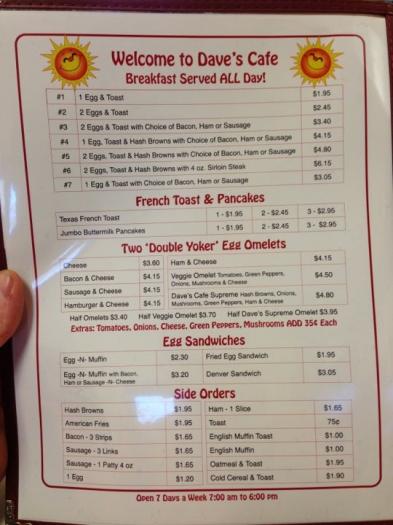 Welcome to Dave's Cafe
Breakfast Served ALL Day!
#1 1 Egg & Toast $1.95
#2 2 Eggs & Toast $2.45
#3 2 Eggs & Toast with Choice of Bacon, Ham or Sausage $3.40
#4 1 Egg, Toast & Hash Browns with Choice of Bacon, Ham or Sausage $4.15
#5 2 Eggs, Toast & Hash Browns with Choice of Bacon, Ham or Sausage $4.80
#6 2 Eggs, Toast & Hash Browns with 4 oz. Sirloin Steak $6.15
#7 1 Egg & Toast with Choice of Bacon, Ham or Sausage $3.05
French Toast & Pancakes
Texas French Toast 1 - $1.95 2 - $2.45 3 - $2.95
Jumbo Buttermilk Pancakes 1 - $1.95 2 - $2.45 3 - $2.95
Two "Double Yoker" Egg Omelets
Cheese $3.60 Ham & Cheese $4.15
Bacon & Cheese $4.15 Veggie Omelet Tomatoes, Green Peppers, $4.50
Onions, Mushrooms & Cheese
Sausage & Cheese $4.15 Dave's Cafe Supreme Hash Browns, Onions, $4.80
Hamburger & Cheese $4.15 Mushrooms, Green Peppers, Ham & Cheese
Half Omelets $3.40 Half Veggie Omelet $3.70 Half Dave's Supreme Omelet $3.95
Extras: Tomatoes, Onions, Cheese, Green Peppers, Mushrooms ADD 35¢ Each
Egg Sandwiches
Egg -N- Muffin $2.30 Fried Egg Sandwich $1.95
Egg -N- Muffin with Bacon, $3.20 Denver Sandwich $3.05
Ham or Sausage -N- Cheese
Side Orders
Hash Browns $1.95 Ham - 1 Slice $1.65
American Fries $1.95 Toast 75¢
Bacon - 3 Strips $1.65 English Muffin Toast $1.00
Sausage - 3 Links $1.65 English Muffin $1.00
Sausage - 1 Patty 4 oz $1.65 Oatmeal & Toast $1.95
1 Egg $1.20 Cold Cereal & Toast $1.90
Open 7 Days a Week 7:00 am to 6:00 pm